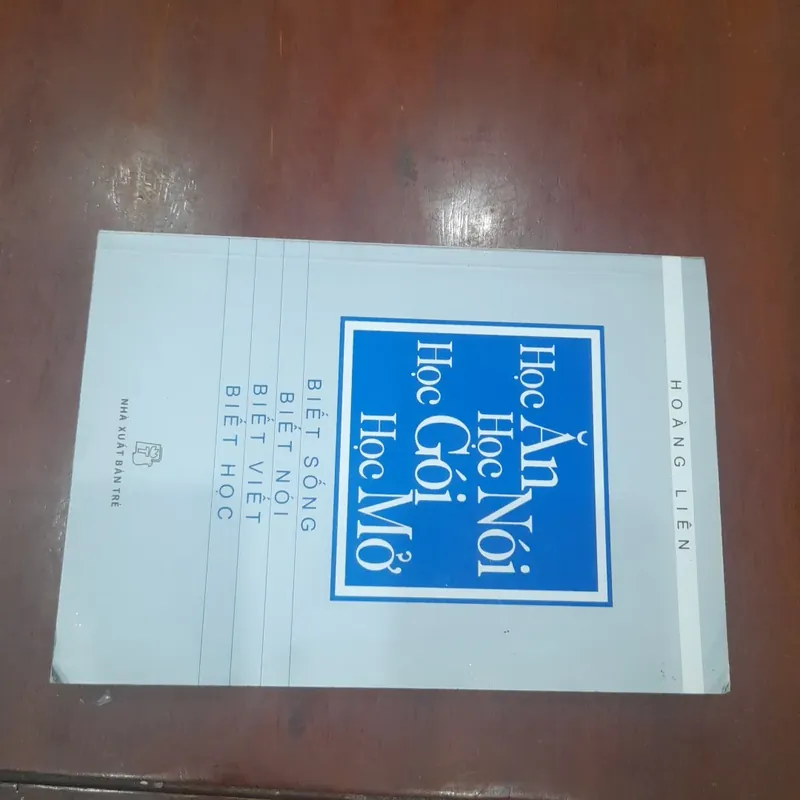 HOÀNG LIÊN
Học Ăn
Học Nói
Học Gói
Học Mở
BIẾT SỐNG
BIẾT NÓI
BIẾT VIẾT
BIẾT HỌC
NHÀ XUẤT BẢN TRẺ